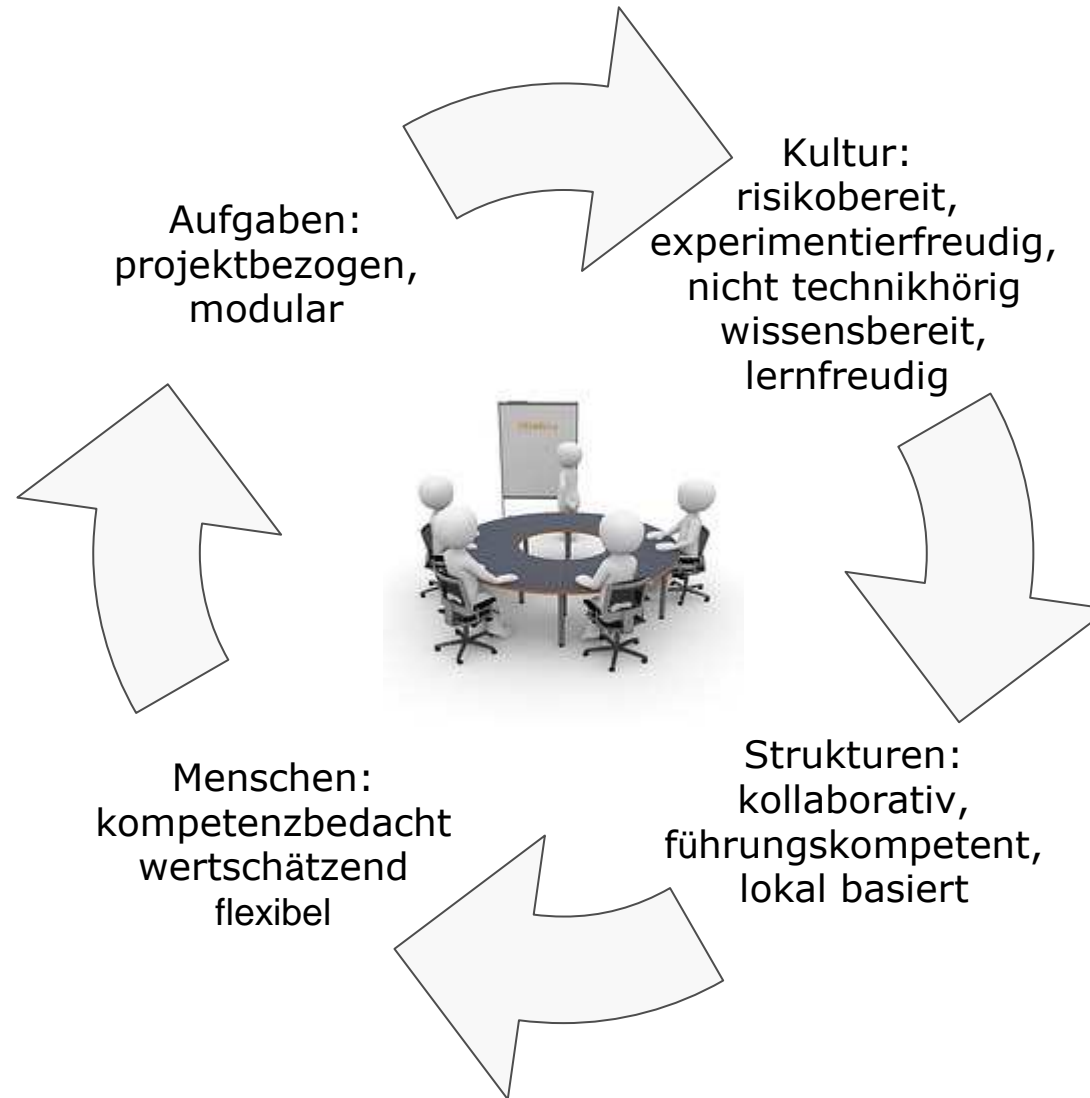 Aufgaben:
projektbezogen,
modular
Kultur:
risikobereit,
experimentierfreudig,
nicht technikhörig
wissensbereit,
lernfreudig
Strukturen:
kollaborativ,
führungskompetent,
lokal basiert
Menschen:
kompetenzbedacht
wertschätzend
flexibel